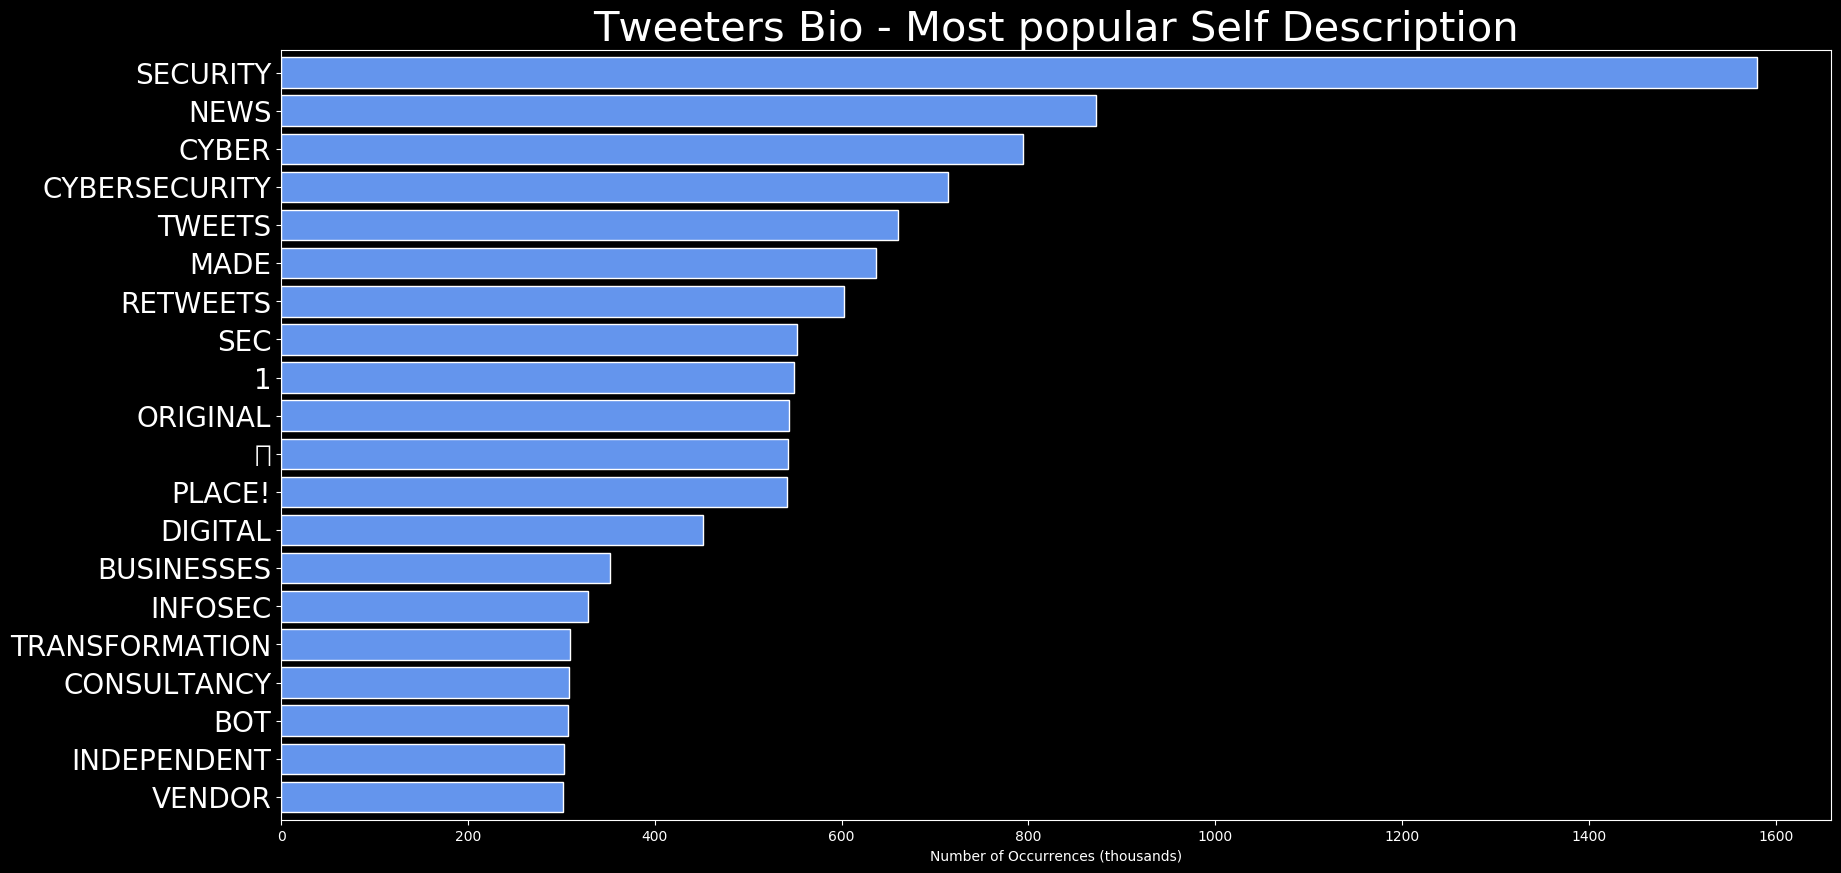 Tweeters Bio - Most popular Self Description
SECURITY
NEWS
CYBER
CYBERSECURITY
TWEETS
MADE
RETWEETS
SEC
1
ORIGINAL
PLACE!
DIGITAL
BUSINESSES
INFOSEC
TRANSFORMATION
CONSULTANCY
BOT
INDEPENDENT
VENDOR
0 200 400 600 800 1000 1200 1400 1600
Number of Occurrences (thousands)